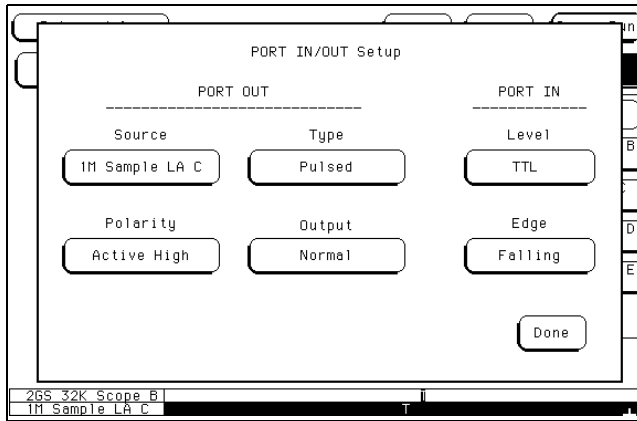 un
PORT IN/OUT Setup
PORT OUT PORT IN
Source Type Level
1M Sample LA C Pulsed TTL
B
Polarity Output Edge
D
Active High Normal Falling
E
Done
2GS 32K Scope B
1M Sample LA C T